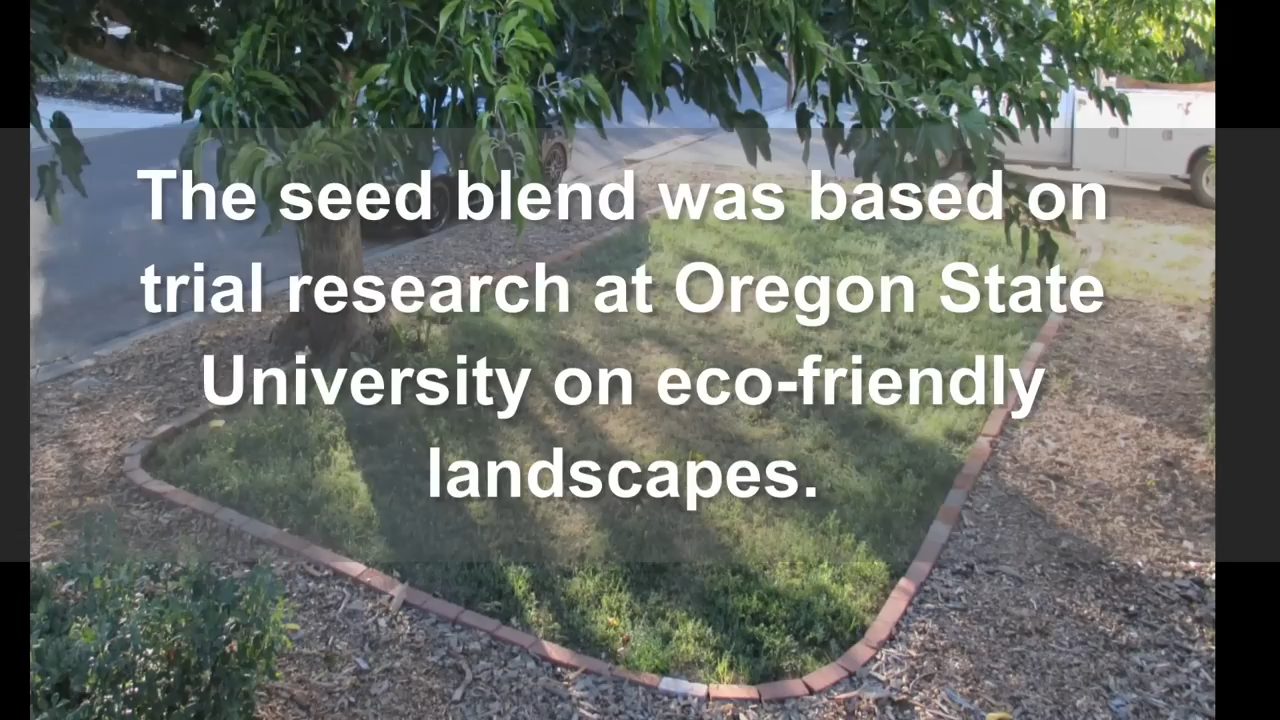 The seed blend was based on
trial research at Oregon State
University on eco-friendly
landscapes.